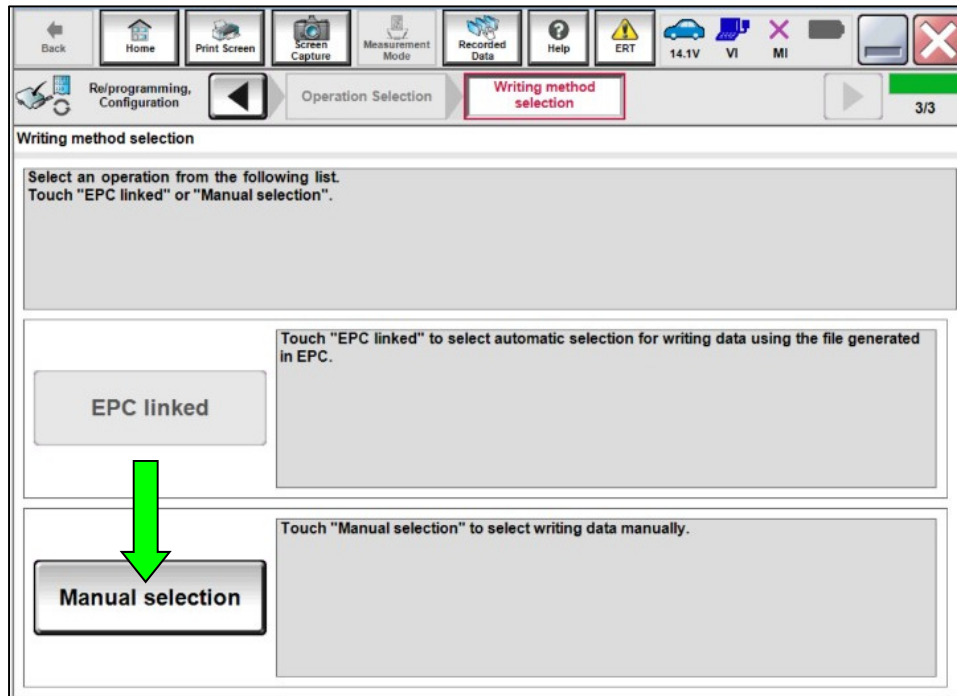 Back
Home
Print Screen
Screen
Capture
Measurement
Mode
Recorded
Data
Help
ERT
14.1V
VI
MI
Re/programming,
Configuration
Operation Selection
Writing method
selection
3/3
Writing method selection
Select an operation from the following list.
Touch "EPC linked" or "Manual selection".
EPC linked
Touch "EPC linked" to select automatic selection for writing data using the file generated
in EPC.
Manual selection
Touch "Manual selection" to select writing data manually.